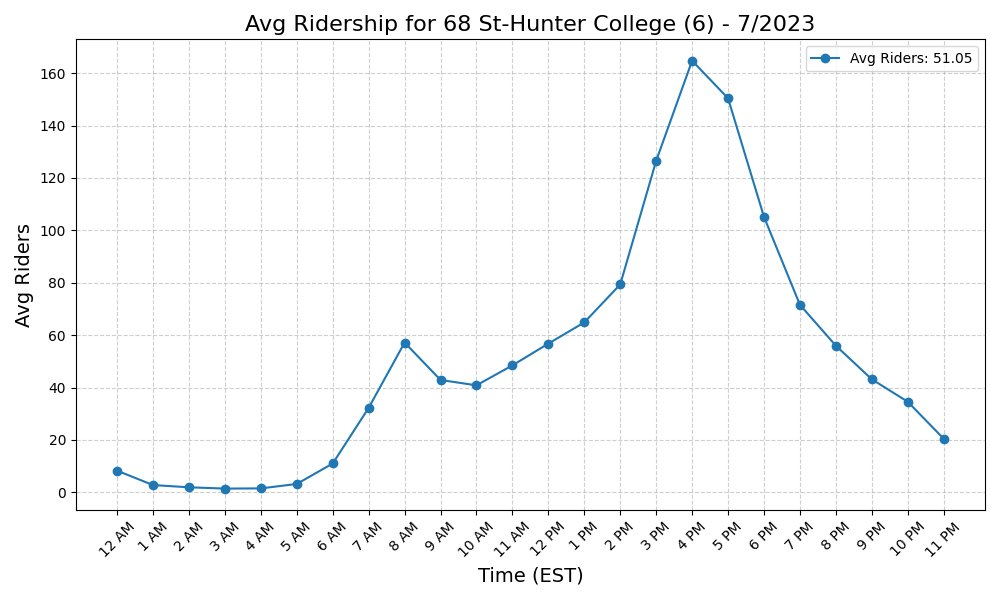 Avg Ridership for 68 St-Hunter College (6) - 7/2023
Avg Riders: 51.05
Avg Riders
160
140
120
100
80
60
40
20
0
12 AM
1 AM
2 AM
3 AM
4 AM
5 AM
6 AM
7 AM
8 AM
9 AM
10 AM
11 AM
12 PM
1 PM
2 PM
3 PM
4 PM
5 PM
6 PM
7 PM
8 PM
9 PM
10 PM
11 PM
Time (EST)